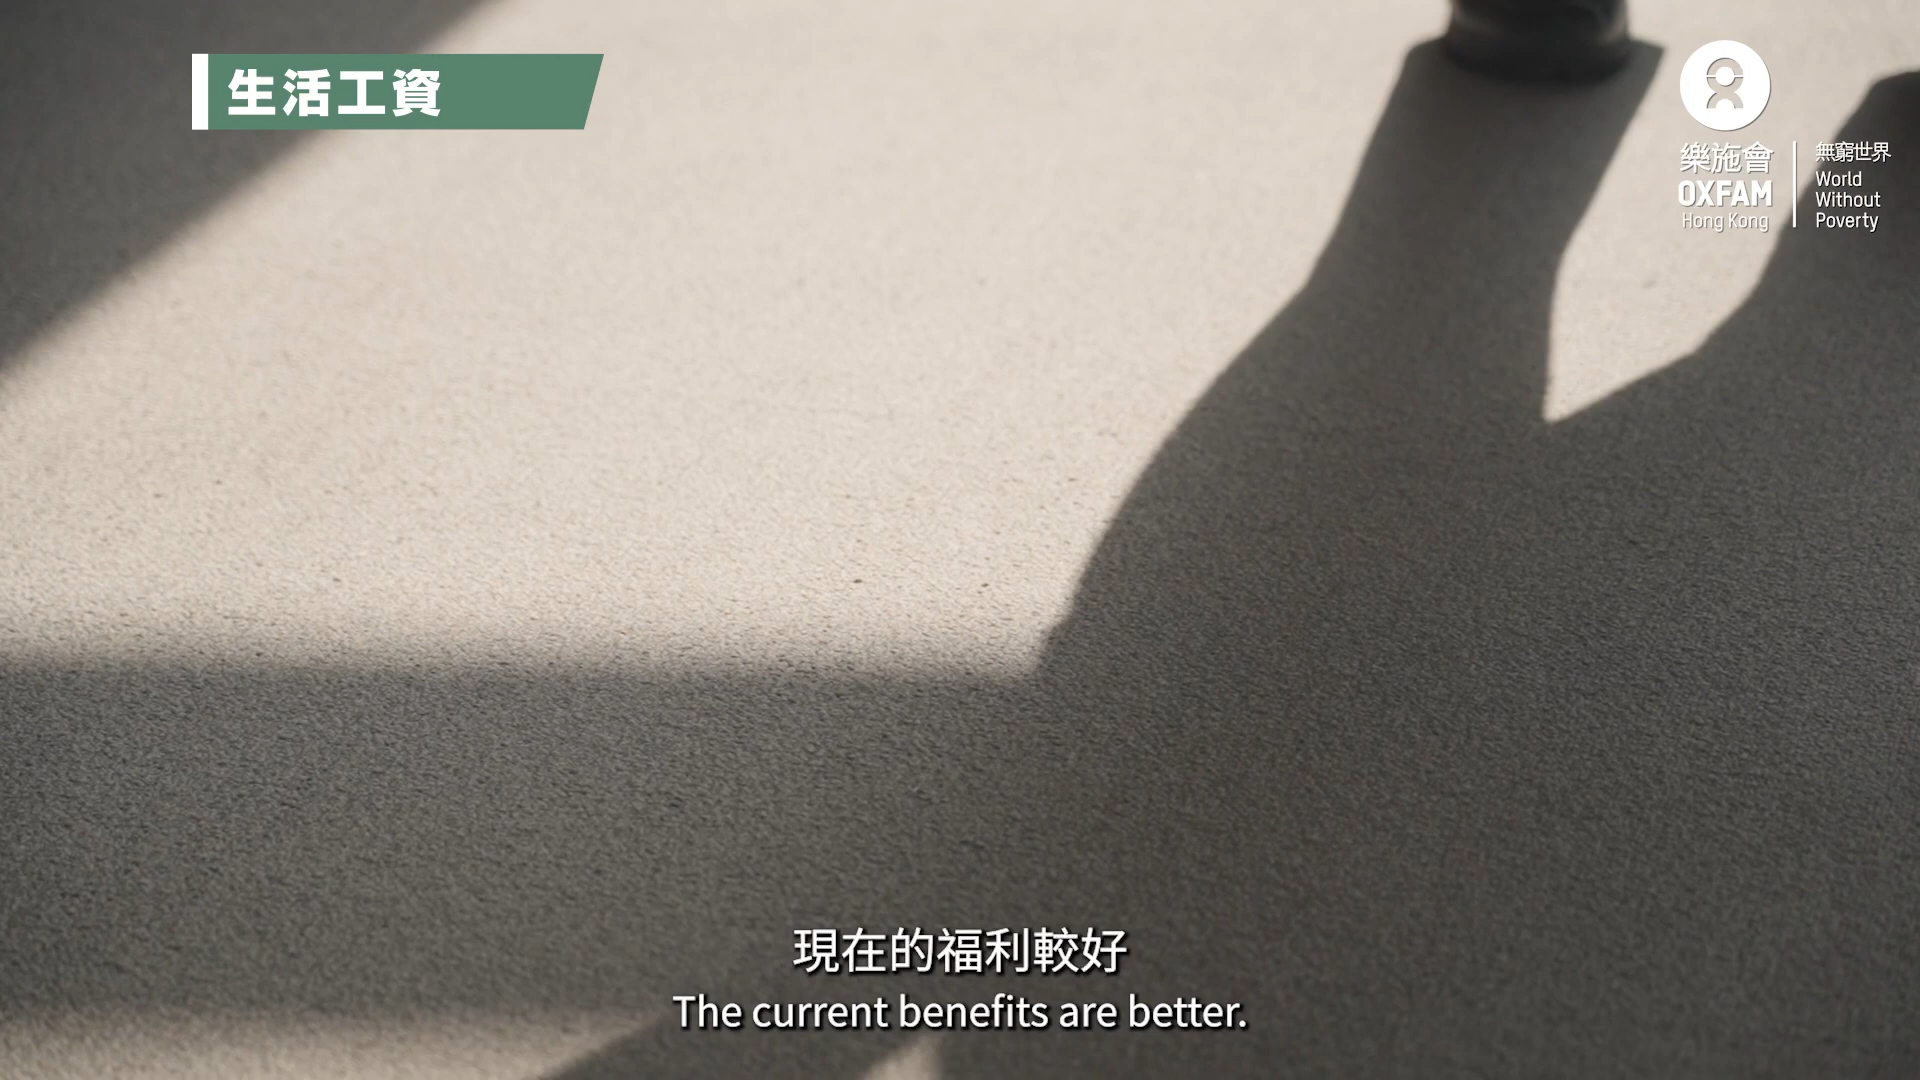 生活工資
樂施會
OXFAM
Hong Kong
無窮世界
World
Without
Poverty
現在的福利較好
The current benefits are better.